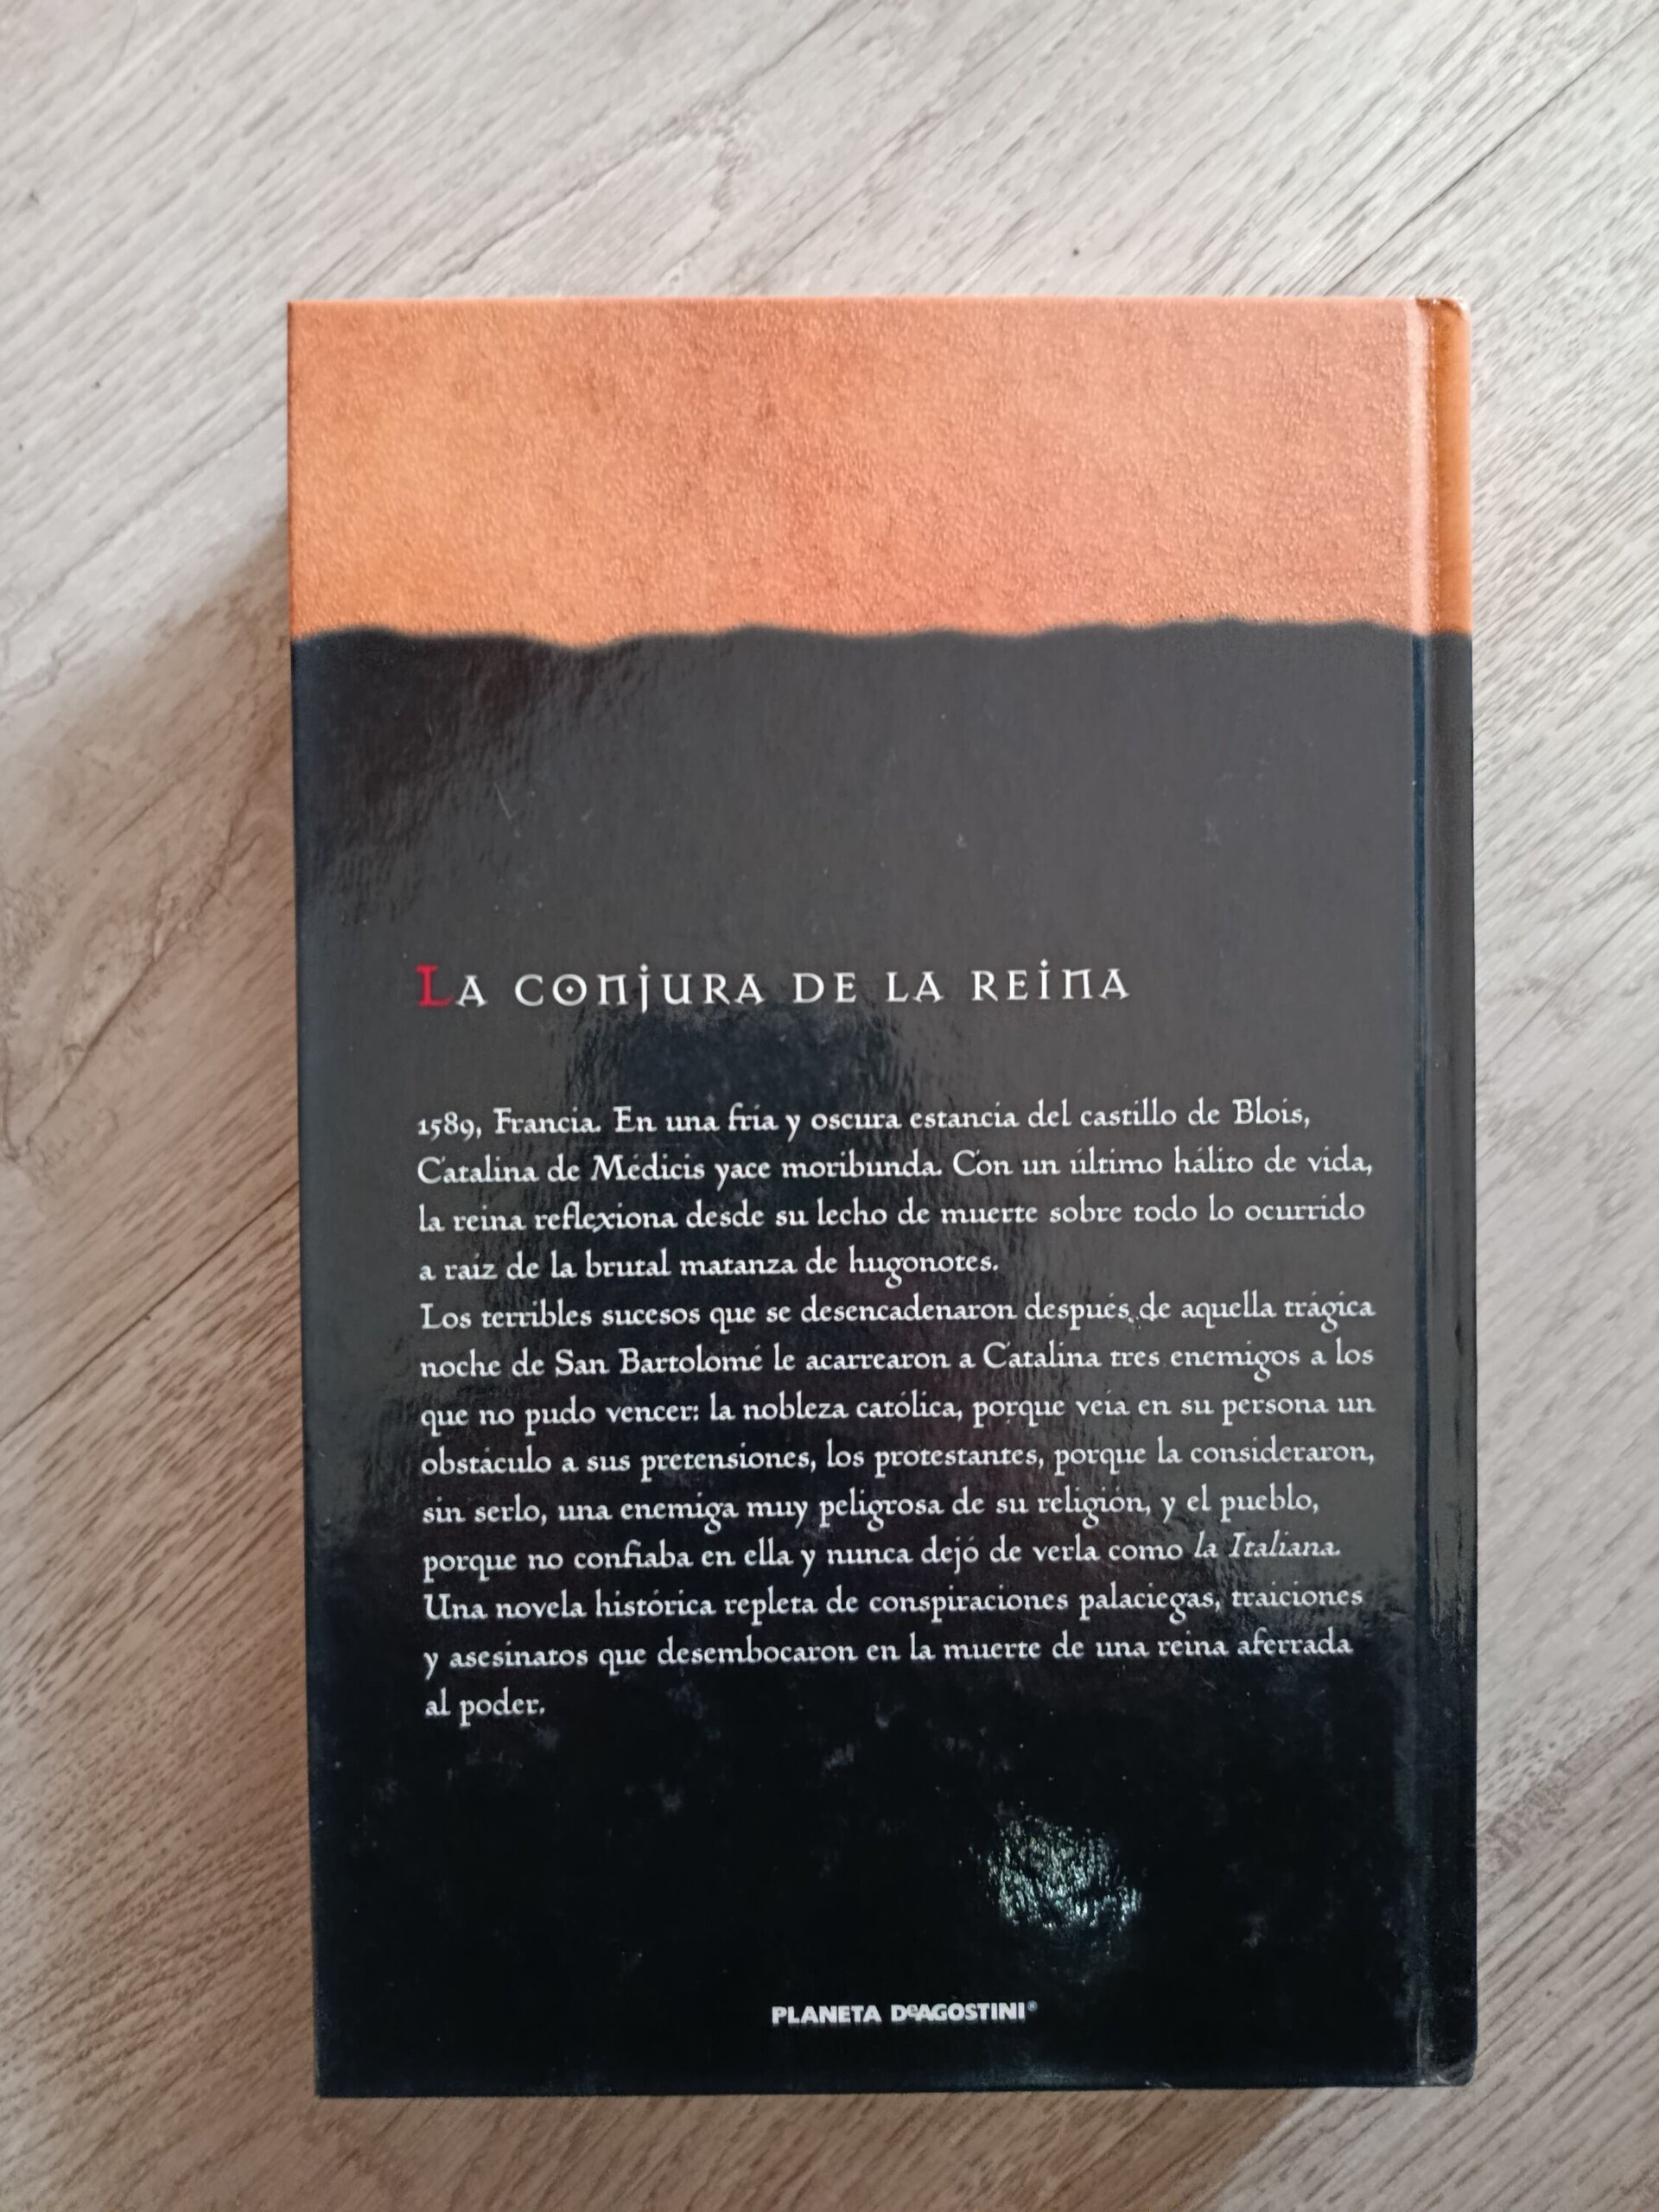 LA CONJURA DE LA REINA
1589, Francia. En una fría y oscura estancia del castillo de Blois,
Catalina de Médicis yace moribunda. Con un último hálito de vida,
la reina reflexiona desde su lecho de muerte sobre todo lo ocurrido
a raíz de la brutal matanza de hugonotes.
Los terribles sucesos que se desencadenaron después de aquella trágica
noche de San Bartolomé le acarrearon a Catalina tres enemigos a los
que no pudo vencer: la nobleza católica, porque veía en su persona un
obstáculo a sus pretensiones, los protestantes, porque la consideraron,
sin serlo, una enemiga muy peligrosa de su religión, y el pueblo,
porque no confiaba en ella y nunca dejó de verla como la Italiana.
Una novela histórica repleta de conspiraciones palaciegas, traiciones
y asesinatos que desembocaron en la muerte de una reina aferrada
al poder.
PLANETA DeAGOSTINI®